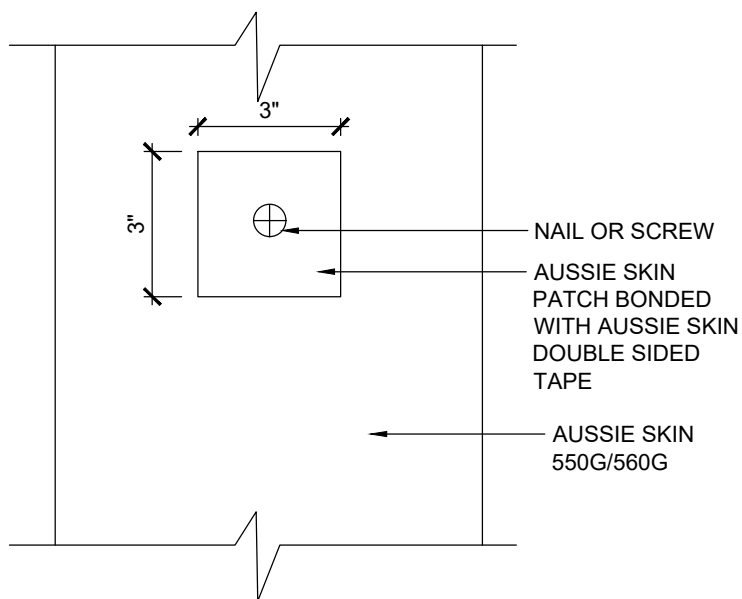 3"
3"
NAIL OR SCREW
AUSSIE SKIN
PATCH BONDED
WITH AUSSIE SKIN
DOUBLE SIDED
TAPE
AUSSIE SKIN
550G/560G